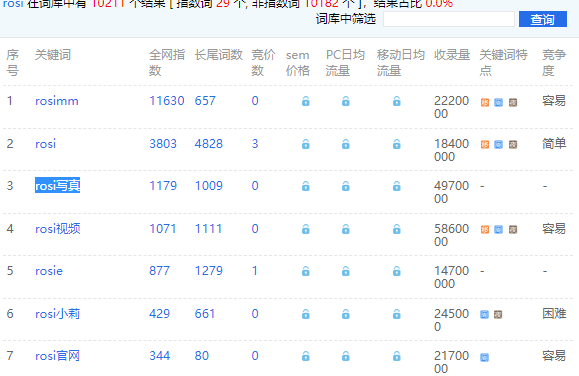 rosi 在词库中有 10211 个结果 [ 指数词 29 个, 非指数词 10182 个 ]，结果占比 0.0%
词库中筛选 查询
序号 关键词 全网指数 长尾词数 竞价数 sem价格 PC日均流量 移动日均流量 收录量 关键词特点 竞争度
1 rosimm 11630 657 0 22200000 容易
2 rosi 3803 4828 3 18400000 简单
3 rosi写真 1179 1009 0 4970000 - -
4 rosi视频 1071 1111 0 5860000 容易
5 rosie 877 1279 1 14700000 - -
6 rosi小莉 429 661 0 245000 困难
7 rosi官网 344 80 0 2170000 容易